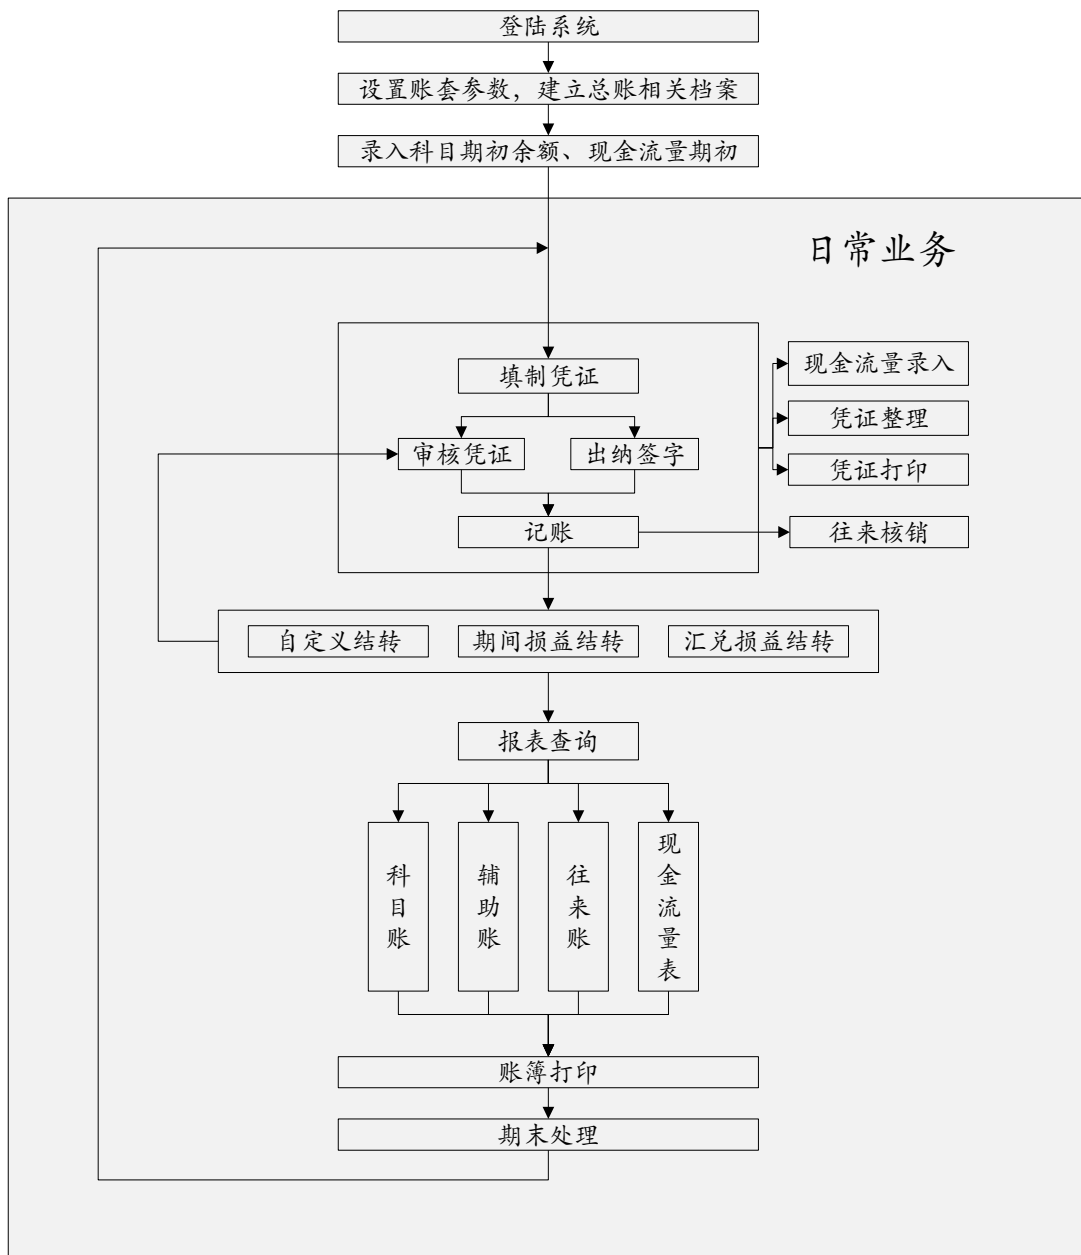 登陆系统
设置账套参数，建立总账相关档案
录入科目期初余额、现金流量期初
日常业务
填制凭证
现金流量录入
凭证整理
审核凭证
出纳签字
凭证打印
记账
往来核销
自定义结转
期间损益结转
汇兑损益结转
报表查询
科目账
辅助账
往来账
现金流量表
账簿打印
期末处理